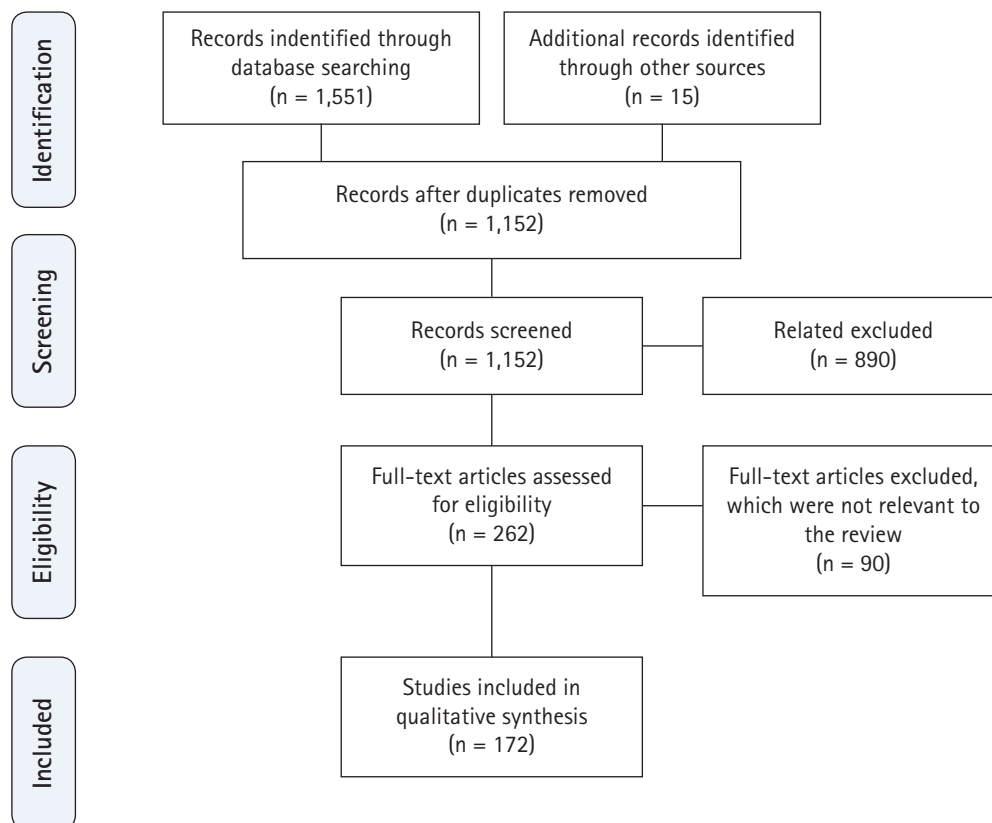 Identification
Records indentified through
database searching
(n = 1,551)
Additional records identified
through other sources
(n = 15)
Records after duplicates removed
(n = 1,152)
Screening
Records screened
(n = 1,152)
Related excluded
(n = 890)
Eligibility
Full-text articles assessed
for eligibility
(n = 262)
Full-text articles excluded,
which were not relevant to
the review
(n = 90)
Included
Studies included in
qualitative synthesis
(n = 172)